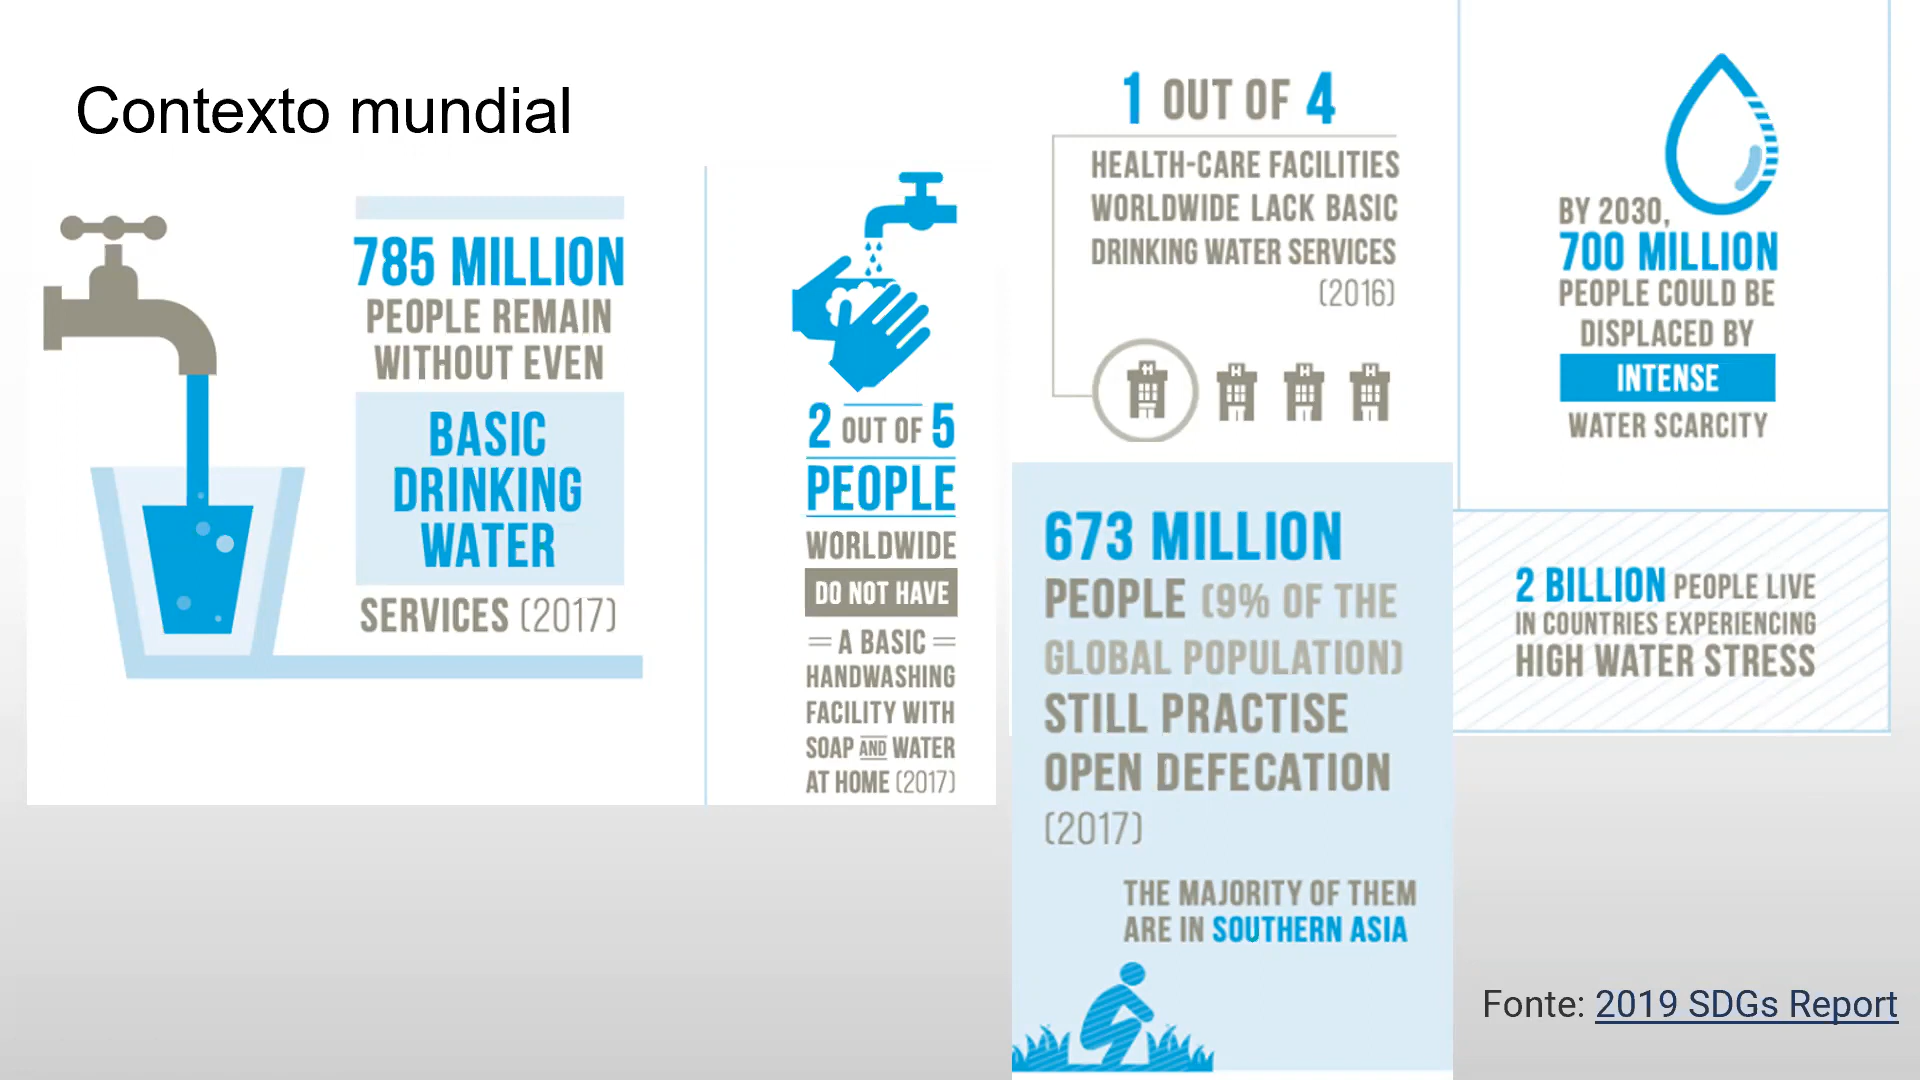 Contexto mundial
785 MILLION
PEOPLE REMAIN
WITHOUT EVEN
BASIC
DRINKING
WATER
SERVICES (2017)
2 OUT OF 5
PEOPLE
WORLDWIDE
DO NOT HAVE
A BASIC
HANDWASHING
FACILITY WITH
SOAP AND WATER
AT HOME (2017)
1 OUT OF 4
HEALTH-CARE FACILITIES
WORLDWIDE LACK BASIC
DRINKING WATER SERVICES
(2016)
H
H
H
H
673 MILLION
PEOPLE (9% OF THE
GLOBAL POPULATION)
STILL PRACTISE
OPEN DEFECATION
(2017)
THE MAJORITY OF THEM
ARE IN SOUTHERN ASIA
BY 2030,
700 MILLION
PEOPLE COULD BE
DISPLACED BY
INTENSE
WATER SCARCITY
2 BILLION PEOPLE LIVE
IN COUNTRIES EXPERIENCING
HIGH WATER STRESS
Fonte: 2019 SDGs Report